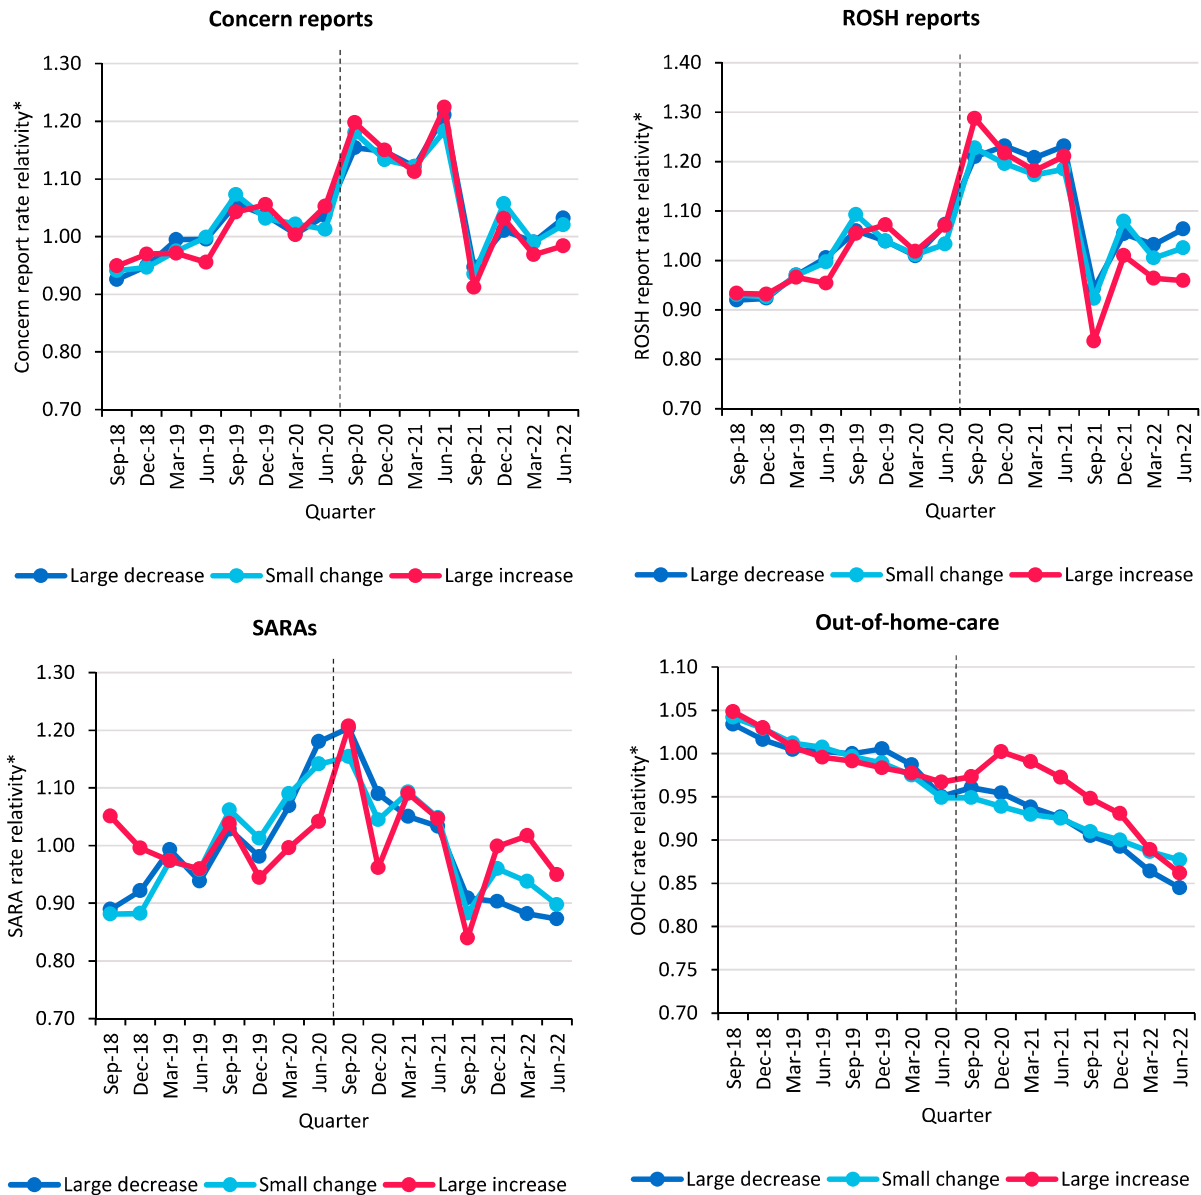 Concern reports
1.30
1.20
1.10
1.00
0.90
0.80
0.70
Concern report rate relativity*
Sep-18
Dec-18
Mar-19
Jun-19
Sep-19
Dec-19
Mar-20
Jun-20
Sep-20
Dec-20
Mar-21
Jun-21
Sep-21
Dec-21
Mar-22
Jun-22
Quarter
Large decrease Small change Large increase
ROSH reports
1.40
1.30
1.20
1.10
1.00
0.90
0.80
0.70
ROSH report rate relativity*
Sep-18
Dec-18
Mar-19
Jun-19
Sep-19
Dec-19
Mar-20
Jun-20
Sep-20
Dec-20
Mar-21
Jun-21
Sep-21
Dec-21
Mar-22
Jun-22
Quarter
Large decrease Small change Large increase
SARAs
1.30
1.20
1.10
1.00
0.90
0.80
0.70
SARA rate relativity*
Sep-18
Dec-18
Mar-19
Jun-19
Sep-19
Dec-19
Mar-20
Jun-20
Sep-20
Dec-20
Mar-21
Jun-21
Sep-21
Dec-21
Mar-22
Jun-22
Quarter
Large decrease Small change Large increase
Out-of-home-care
1.10
1.05
1.00
0.95
0.90
0.85
0.80
0.75
0.70
OOHC rate relativity*
Sep-18
Dec-18
Mar-19
Jun-19
Sep-19
Dec-19
Mar-20
Jun-20
Sep-20
Dec-20
Mar-21
Jun-21
Sep-21
Dec-21
Mar-22
Jun-22
Quarter
Large decrease Small change Large increase